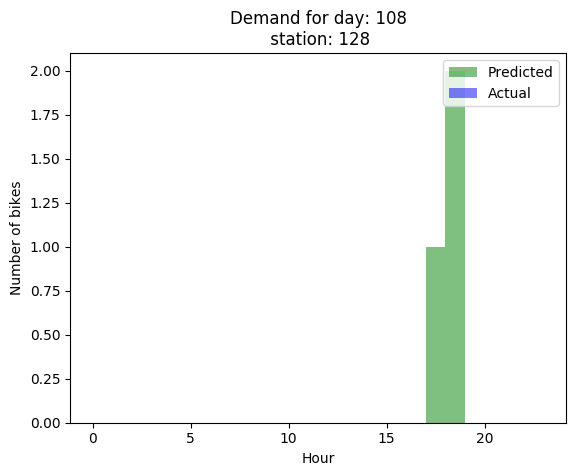 Demand for day: 108
station: 128
Predicted
Actual
Number of bikes
2.00
1.75
1.50
1.25
1.00
0.75
0.50
0.25
0.00
0 5 10 15 20
Hour